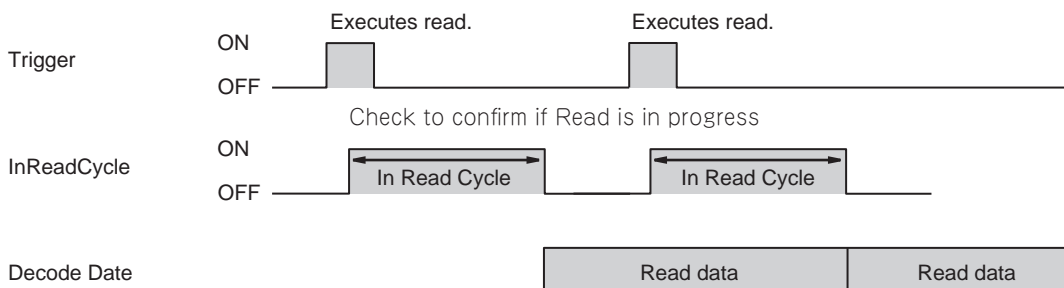 Executes read. Executes read.
Trigger
ON
OFF
Check to confirm if Read is in progress
InReadCycle
ON
OFF
In Read Cycle In Read Cycle
Decode Date
Read data Read data